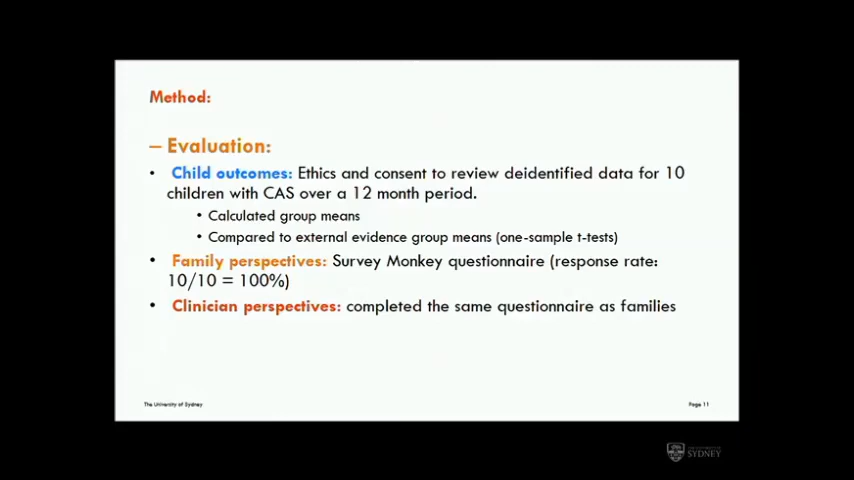 Method:
– Evaluation:
• Child outcomes: Ethics and consent to review deidentified data for 10
children with CAS over a 12 month period.
• Calculated group means
• Compared to external evidence group means (one-sample t-tests)
• Family perspectives: Survey Monkey questionnaire (response rate:
10/10 = 100%)
• Clinician perspectives: completed the same questionnaire as families
The University of Sydney
Page 11
SYDNEY